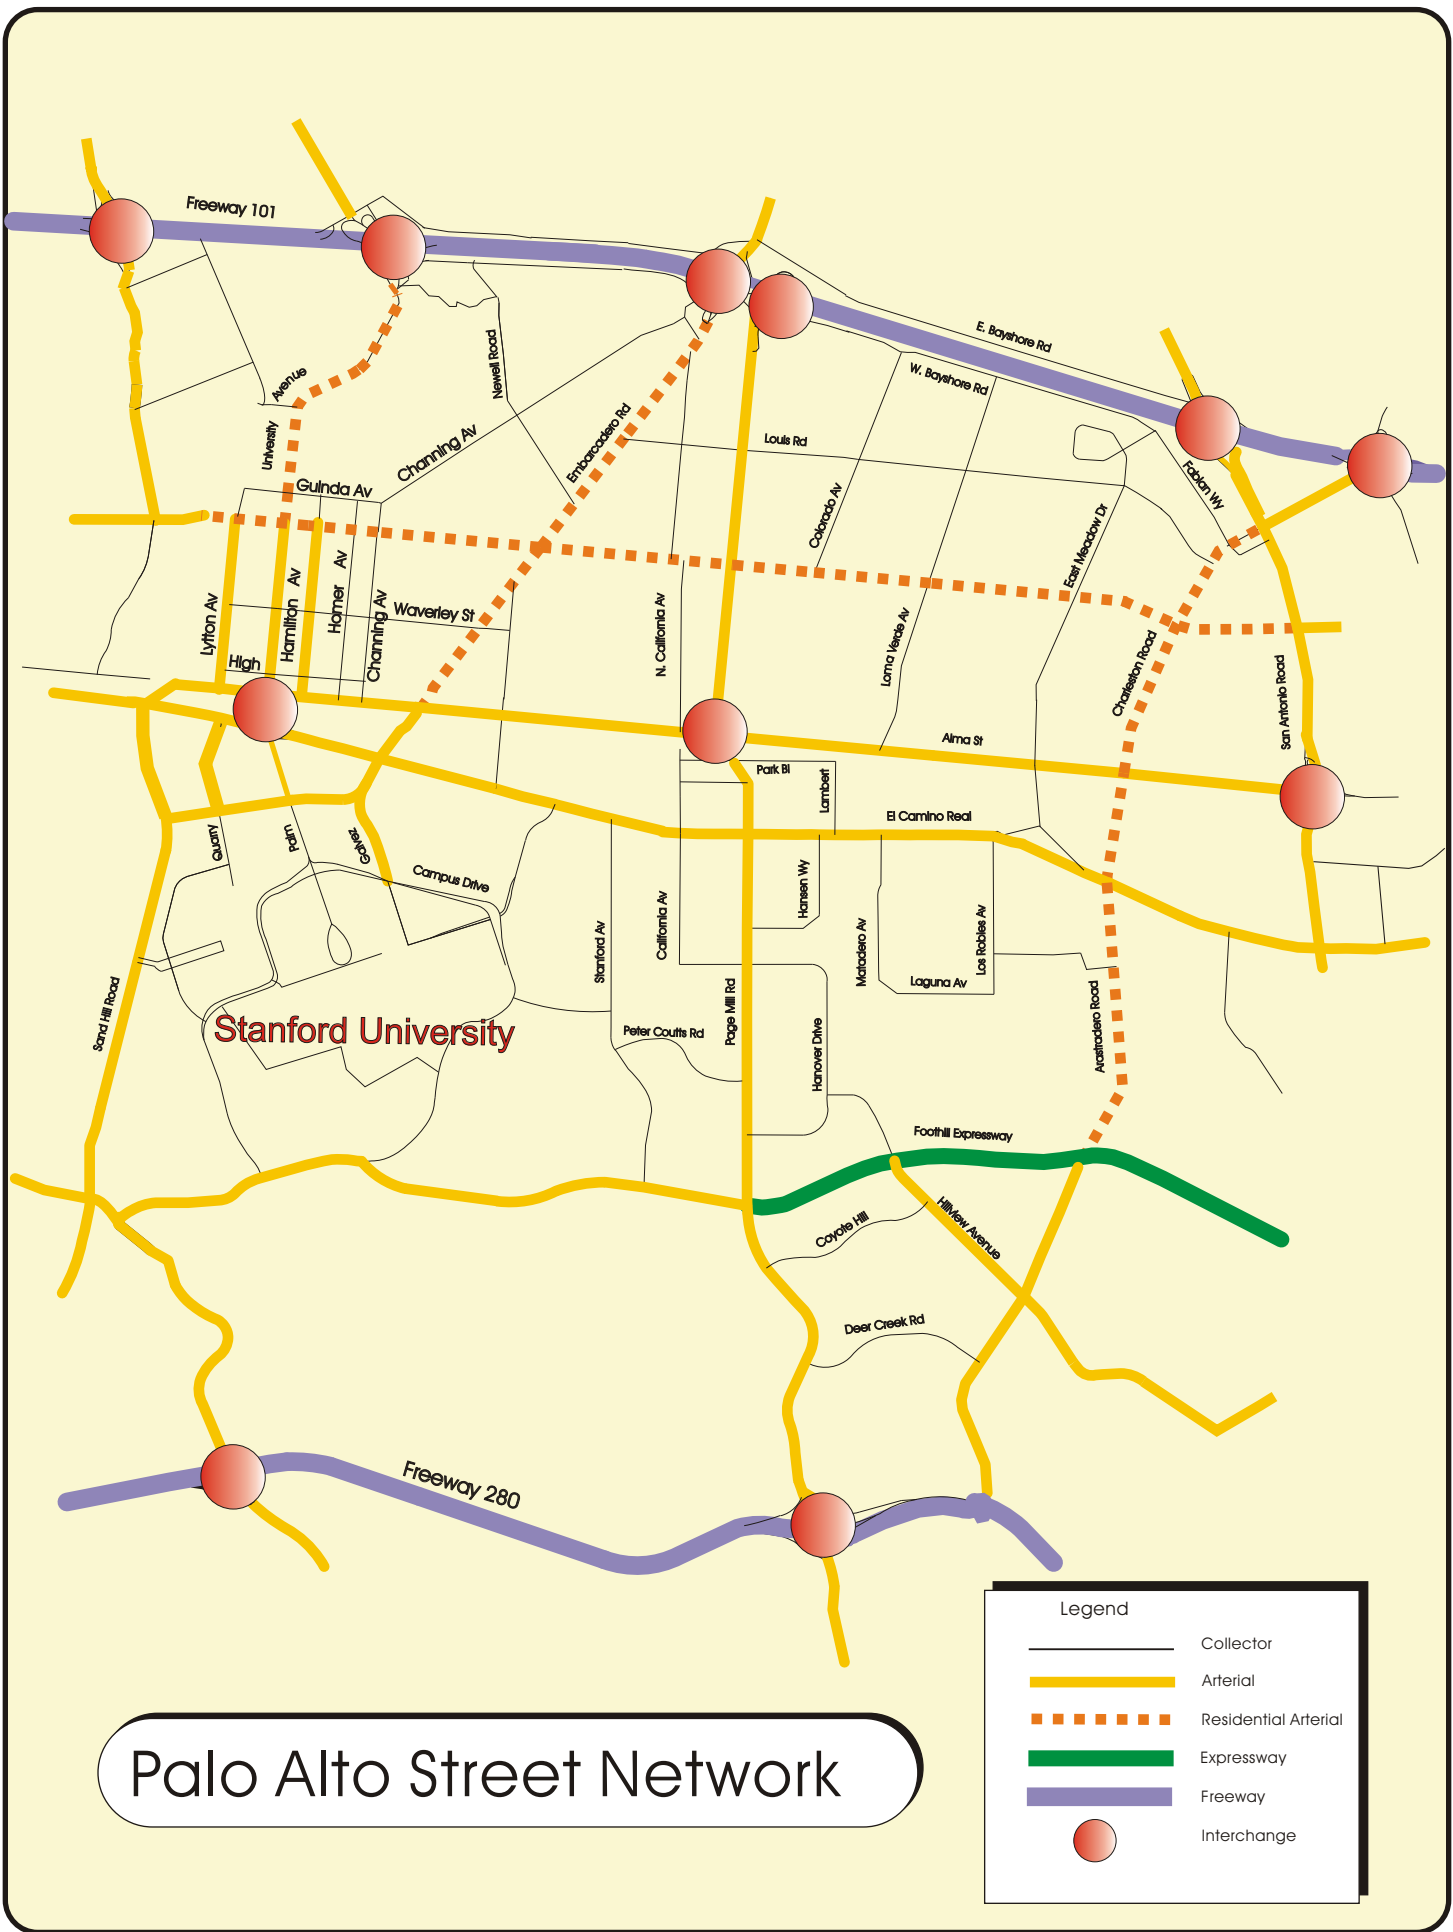 Freeway 101
E. Bayshore Rd
W. Bayshore Rd
Newell Road
Avenue
University
Embarcadero Rd
Channing Av
Louis Rd
Fabian Wy
Guinda Av
Colorado Av
East Meadow Dr
Homer Av
Hamilton Av
Lytton Av
Channing Av
Waverley St
High
N. California Av
Loma Verde Av
Charleston Road
San Antonio Road
Alma St
Park Bl
Lambert
El Camino Real
Quarry
Palm
Galvez
Campus Drive
Hansen Wy
Stanford Av
California Av
Matadero Av
Los Robles Av
Laguna Av
Sand Hill Road
Page Mill Rd
Arastradero Road
Stanford University
Peter Coutts Rd
Hanover Drive
Foothill Expressway
Coyote Hill
Hillview Avenue
Deer Creek Rd
Freeway 280
Legend
Collector
Arterial
Residential Arterial
Expressway
Freeway
Interchange
Palo Alto Street Network